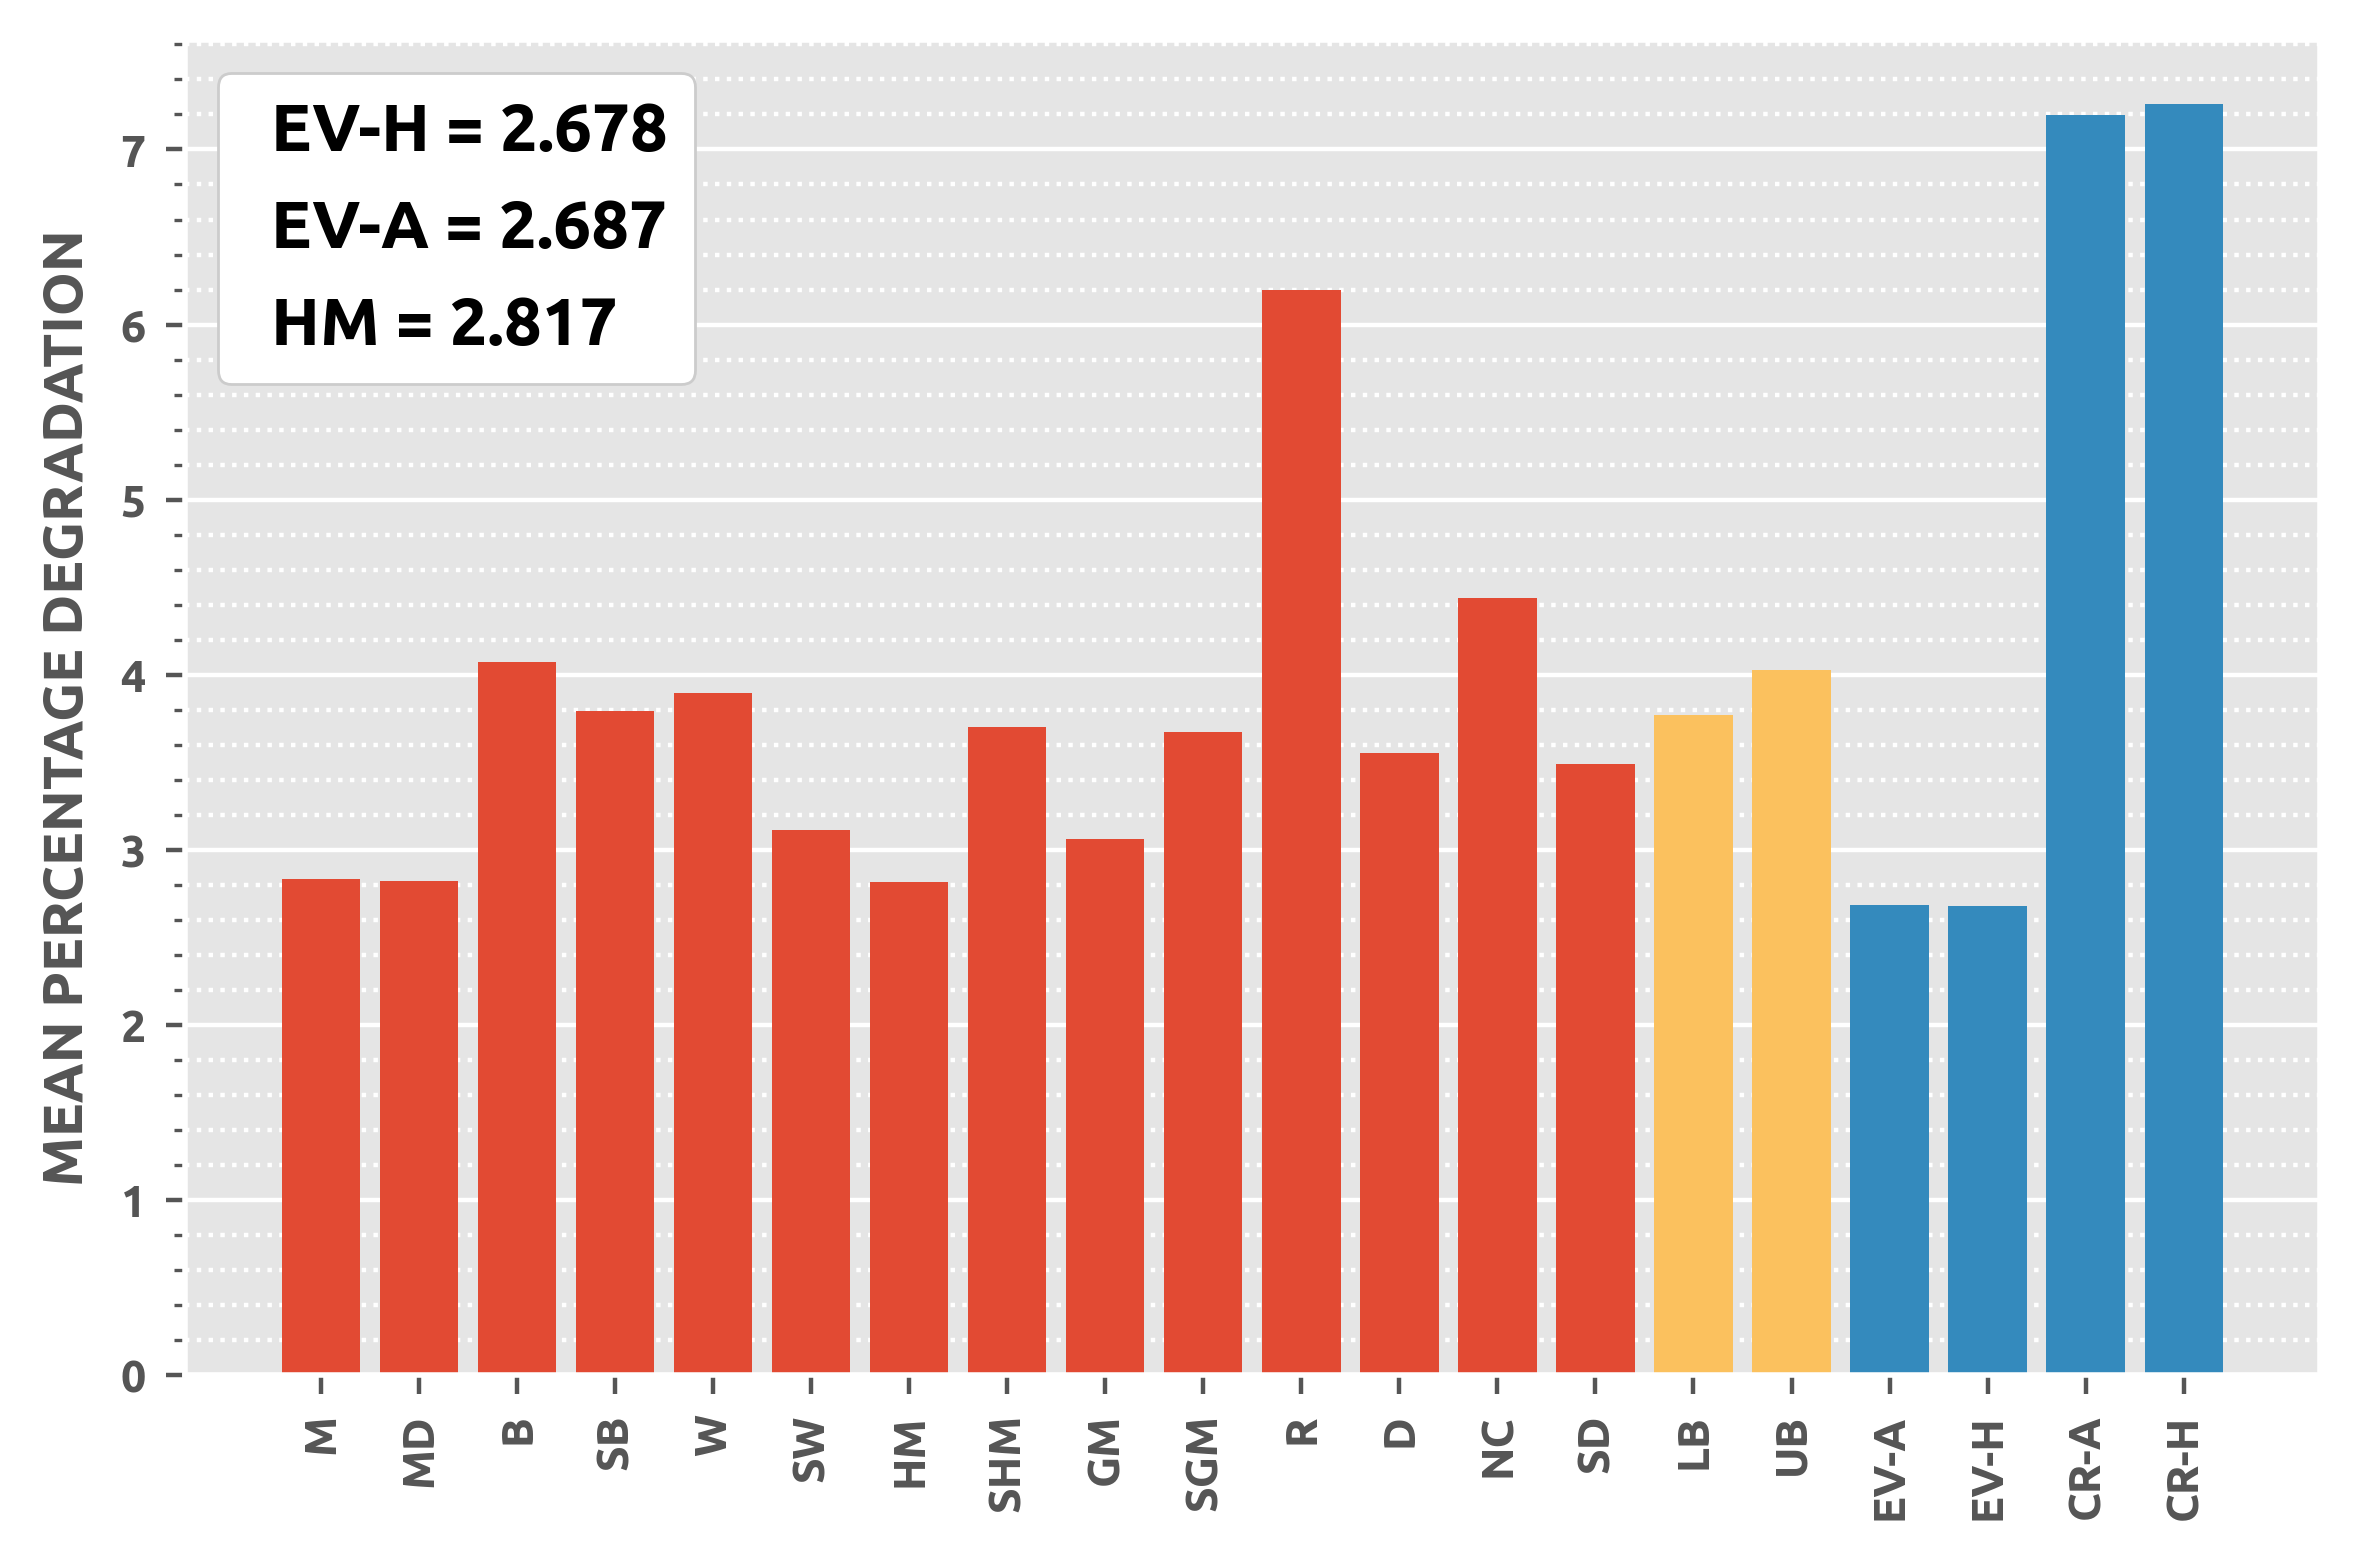 EV-H = 2.678
EV-A = 2.687
HM = 2.817
MEAN PERCENTAGE DEGRADATION
7
6
5
4
3
2
1
0
M
MD
B
SB
W
SW
HM
SHM
GM
SGM
R
D
NC
SD
LB
UB
EV-A
EV-H
CR-A
CR-H